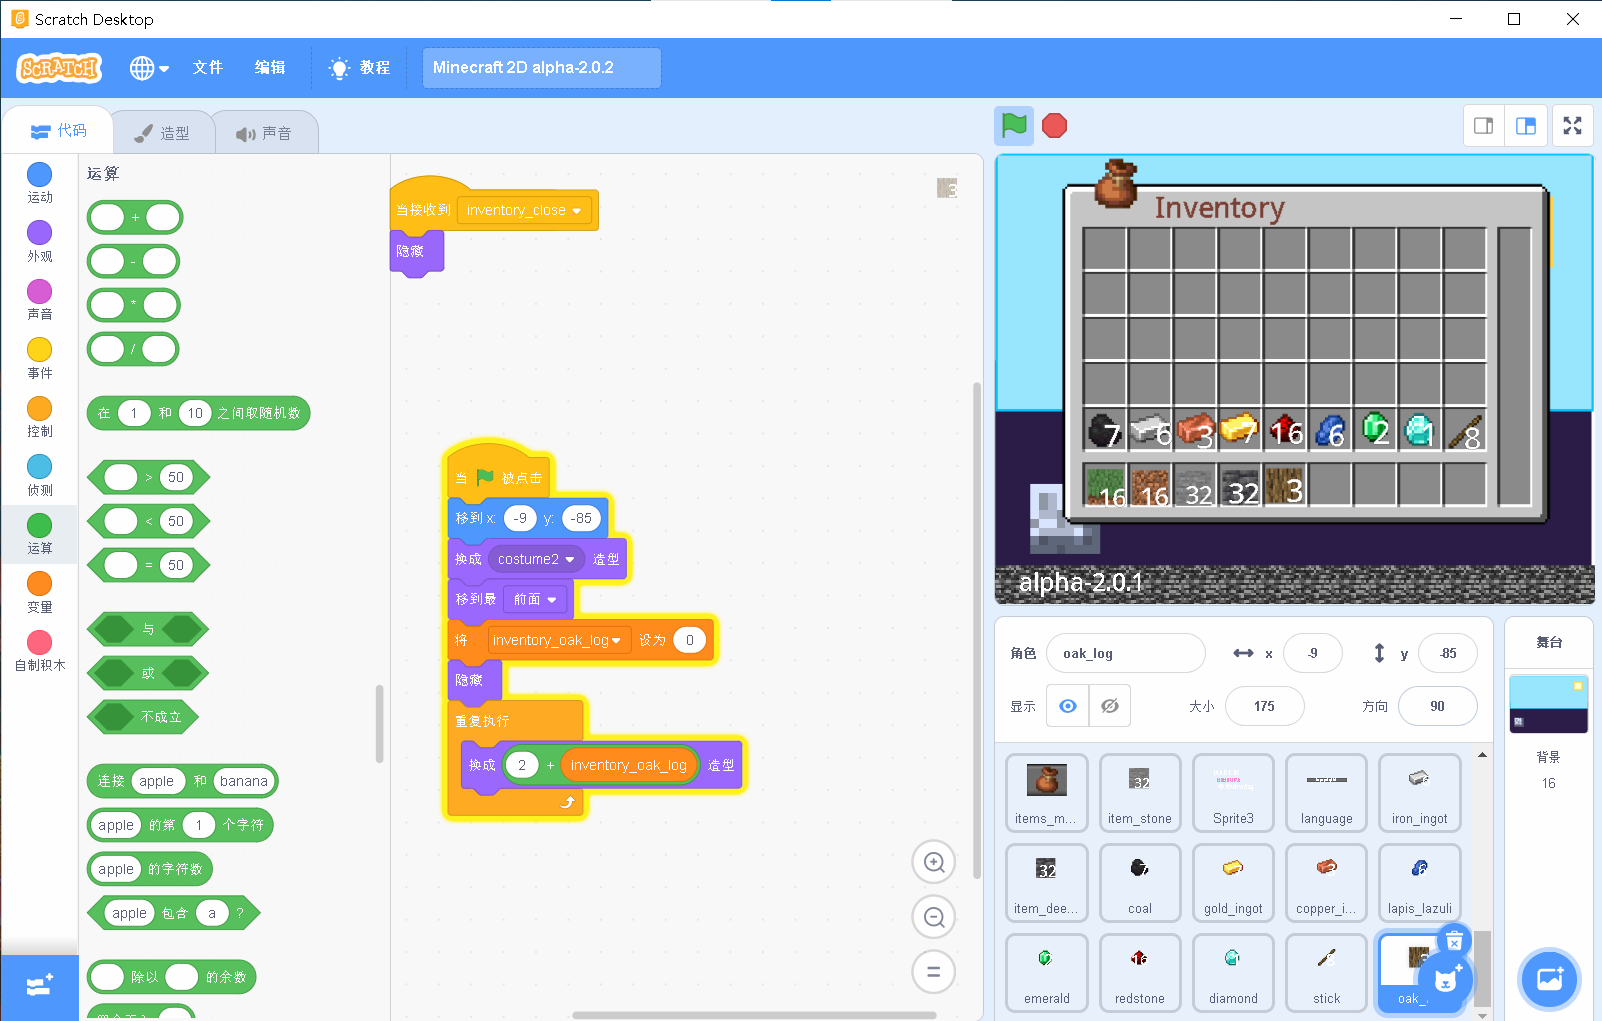 Scratch Desktop
SCRATCH
文件
编辑
教程
Minecraft 2D alpha-2.0.2
代码
造型
声音
运动
外观
声音
事件
控制
侦测
运算
变量
自制积木
运算
+
-
*
/
在 1 和 10 之间取随机数
> 50
< 50
= 50
与
或
不成立
连接 apple 和 banana
apple 的第 1 个字符
apple 的字符数
apple 包含 a ?
除以 的余数
当接收到 inventory_close
隐藏
3
当 被点击
移到 x: -9 y: -85
换成 costume2 造型
移到最 前面
将 inventory_oak_log 设为 0
隐藏
重复执行
换成 2 + inventory_oak_log 造型
Inventory
7 6 3 7 16 6 2 1 8
16 16 32 32 3
alpha-2.0.1
角色 oak_log x -9 y -85
显示 大小 175 方向 90
items_m... item_stone Sprite3 language iron_ingot
32
item_dee... coal gold_ingot copper_i... lapis_lazuli
32
emerald redstone diamond stick oak_
舞台
背景
16